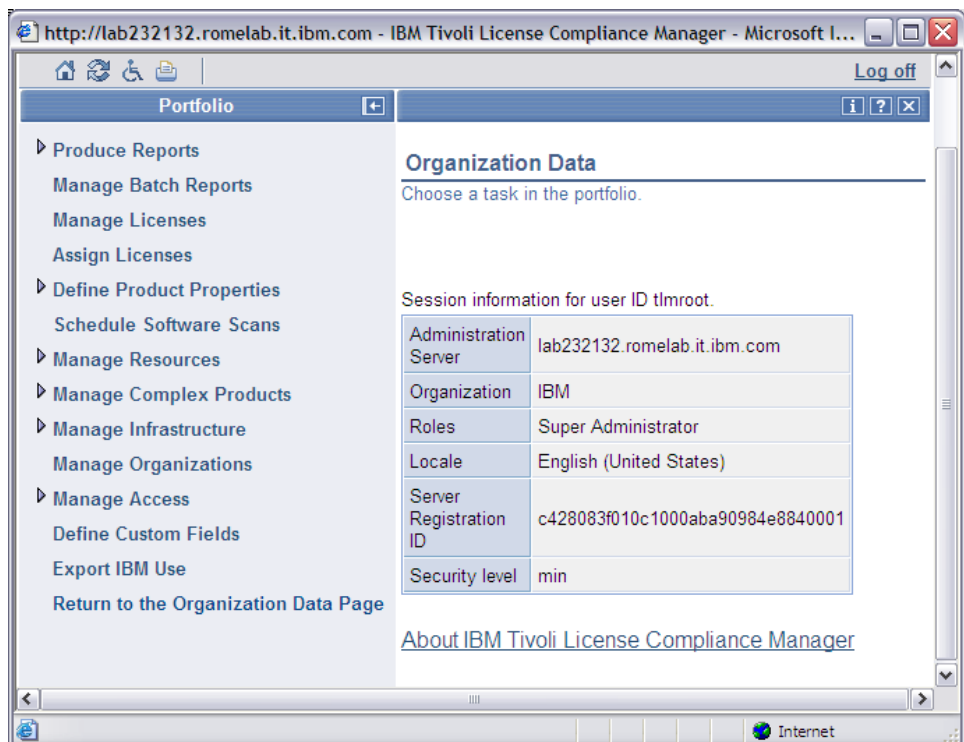 http://lab232132.romelab.it.ibm.com - IBM Tivoli License Compliance Manager - Microsoft I...
Log off
Portfolio
i ? X
Produce Reports
Manage Batch Reports
Manage Licenses
Assign Licenses
Define Product Properties
Schedule Software Scans
Manage Resources
Manage Complex Products
Manage Infrastructure
Manage Organizations
Manage Access
Define Custom Fields
Export IBM Use
Return to the Organization Data Page
Organization Data
Choose a task in the portfolio.
Session information for user ID tlmroot.
Administration
Server
lab232132.romelab.it.ibm.com
Organization IBM
Roles Super Administrator
Locale English (United States)
Server
Registration
ID
c428083f010c1000aba90984e8840001
Security level min
About IBM Tivoli License Compliance Manager
Internet